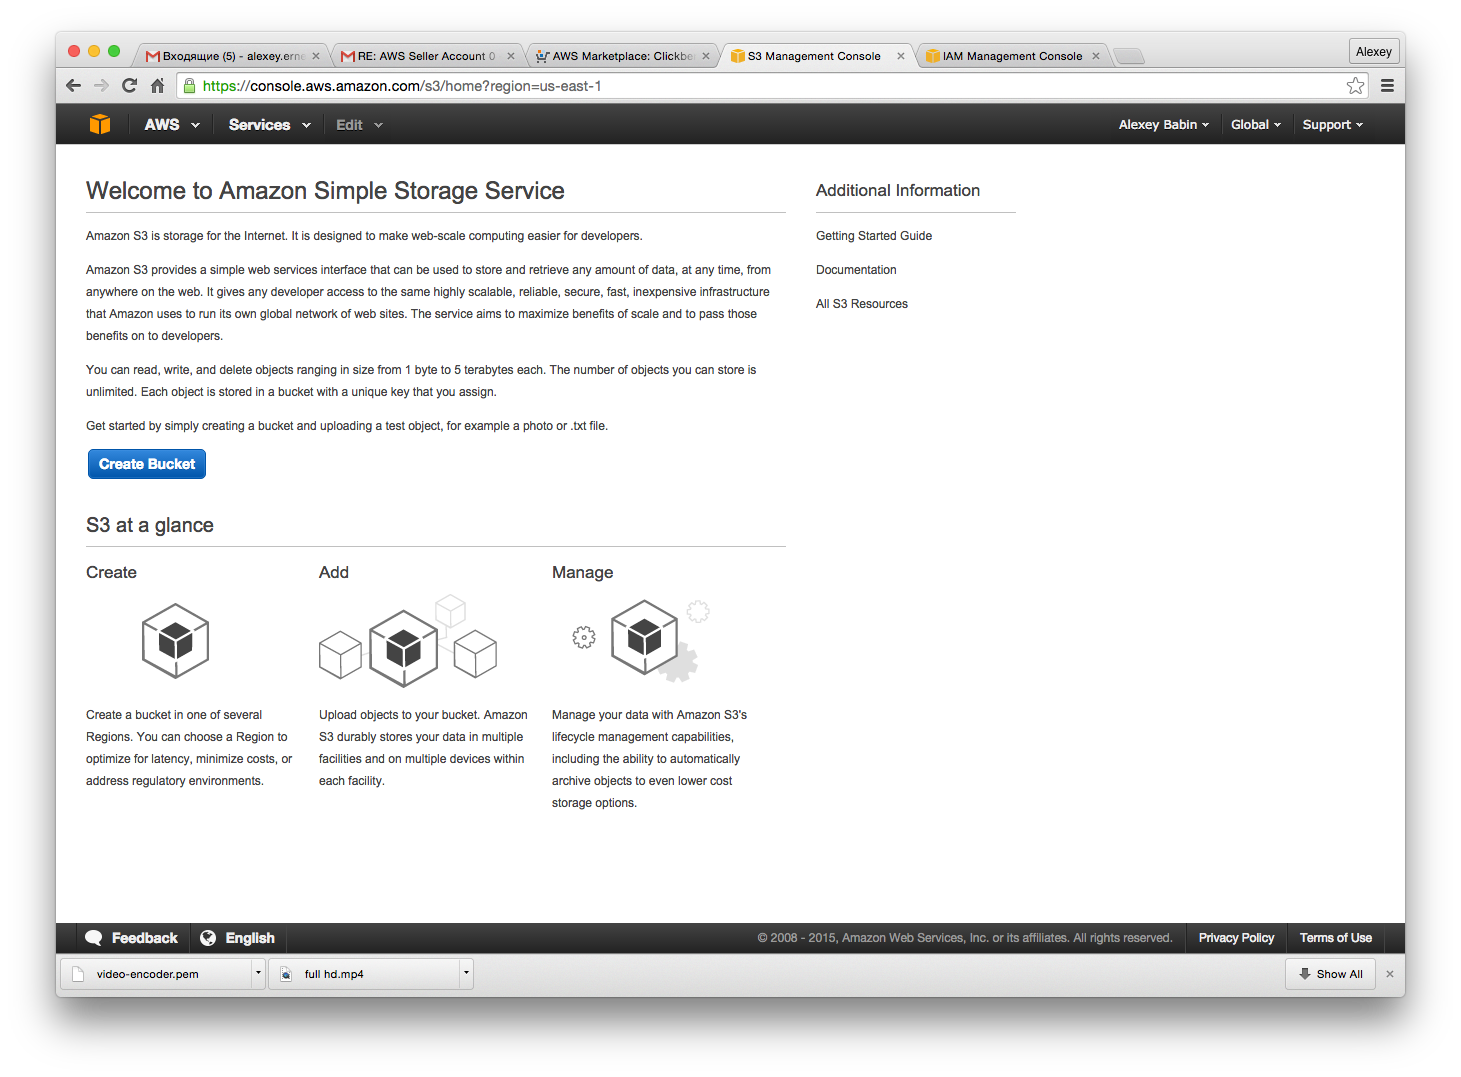 Входящие (5) - alexey.erne
RE: AWS Seller Account 0
AWS Marketplace: Clickbe
S3 Management Console
IAM Management Console
Alexey
https://console.aws.amazon.com/s3/home?region=us-east-1
AWS
Services
Edit
Alexey Babin
Global
Support
Welcome to Amazon Simple Storage Service
Amazon S3 is storage for the Internet. It is designed to make web-scale computing easier for developers.
Amazon S3 provides a simple web services interface that can be used to store and retrieve any amount of data, at any time, from
anywhere on the web. It gives any developer access to the same highly scalable, reliable, secure, fast, inexpensive infrastructure
that Amazon uses to run its own global network of web sites. The service aims to maximize benefits of scale and to pass those
benefits on to developers.
You can read, write, and delete objects ranging in size from 1 byte to 5 terabytes each. The number of objects you can store is
unlimited. Each object is stored in a bucket with a unique key that you assign.
Get started by simply creating a bucket and uploading a test object, for example a photo or .txt file.
Create Bucket
Additional Information
Getting Started Guide
Documentation
All S3 Resources
S3 at a glance
Create
Create a bucket in one of several
Regions. You can choose a Region to
optimize for latency, minimize costs, or
address regulatory environments.
Add
Upload objects to your bucket. Amazon
S3 durably stores your data in multiple
facilities and on multiple devices within
each facility.
Manage
Manage your data with Amazon S3's
lifecycle management capabilities,
including the ability to automatically
archive objects to even lower cost
storage options.
Feedback
English
© 2008 - 2015, Amazon Web Services, Inc. or its affiliates. All rights reserved.
Privacy Policy
Terms of Use
video-encoder.pem
full hd.mp4
Show All